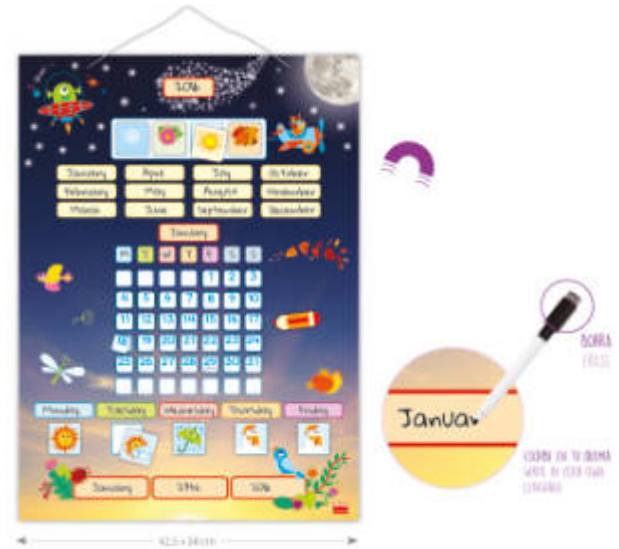 2016
January April July October
February May August November
March June September December
January
M T W T F S S
1 2 3
4 5 6 7 8 9 10
11 12 13 14 15 16 17
18 19 20 21 22 23 24
25 26 27 28 29 30 31
Monday Tuesday Wednesday Thursday Friday
January 2016
Janua
BORRA
ERASE
ESCRIBE EN TU IDIOMA
WRITE IN YOUR OWN
LANGUAGE